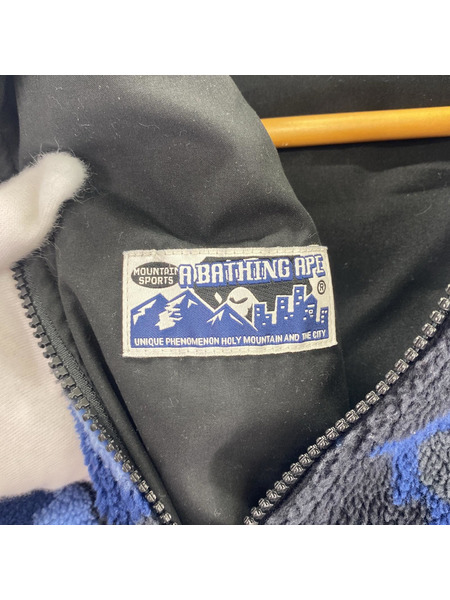 MOUNTAIN
SPORTS
A BATHING APE
®
UNIQUE PHENOMENON HOLY MOUNTAIN AND THE CITY